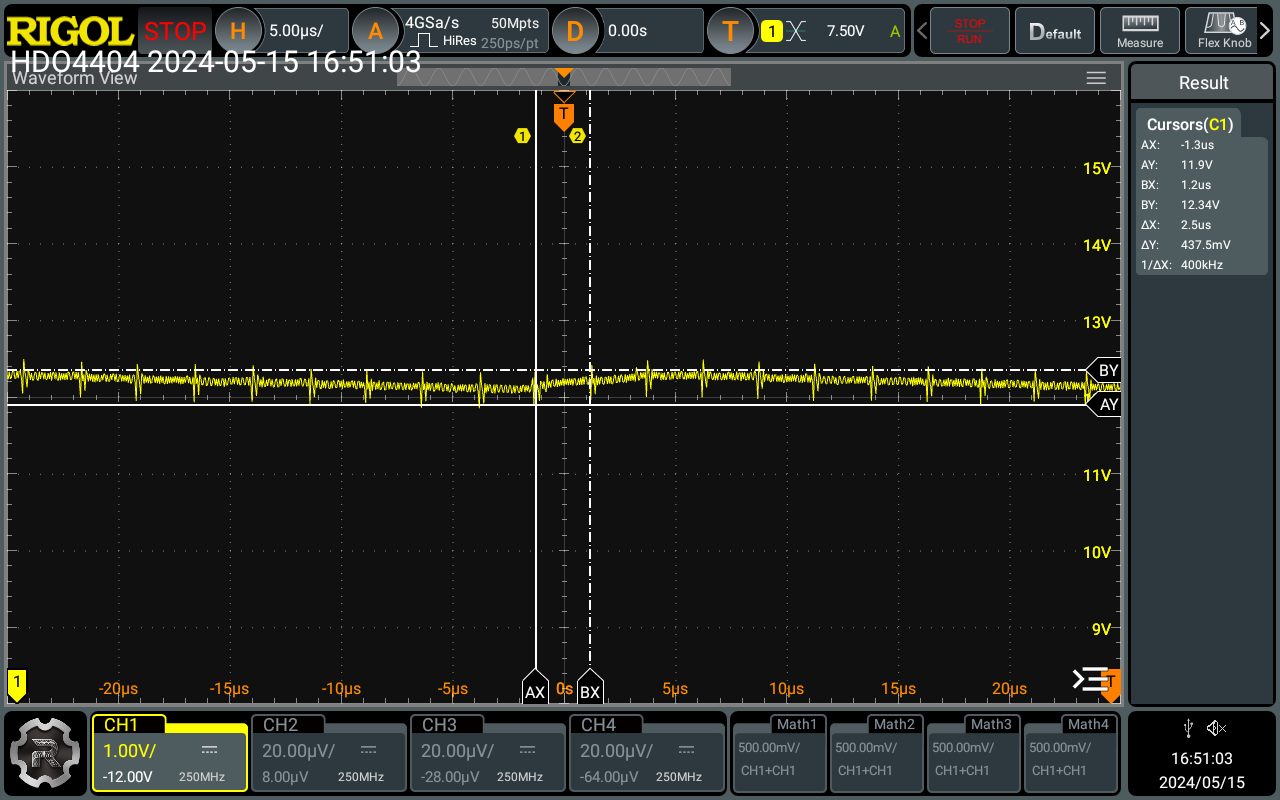 RIGOL STOP H 5.00µs/ A 4GSa/s 50Mpts D 0.00s T 1 7.50V A STOP RUN Default Measure Flex Knob
HiRes 250ps/pt
HDO4404 2024-05-15 16:51:03
Waveform View
Result
T
1 2
Cursors(C1)
AX: -1.3us
AY: 11.9V
BX: 1.2us
BY: 12.34V
ΔX: 2.5us
ΔY: 437.5mV
1/ΔX: 400kHz
15V
14V
13V
BY
AY
11V
10V
9V
1
-20µs -15µs -10µs -5µs AX 0s BX 5µs 10µs 15µs 20µs T
CH1 CH2 CH3 CH4 Math1 Math2 Math3 Math4
1.00V/ 20.00µV/ 20.00µV/ 20.00µV/ 500.00mV/ 500.00mV/ 500.00mV/ 500.00mV/
-12.00V 250MHz 8.00µV 250MHz -28.00µV 250MHz -64.00µV 250MHz CH1+CH1 CH1+CH1 CH1+CH1 CH1+CH1
16:51:03
2024/05/15